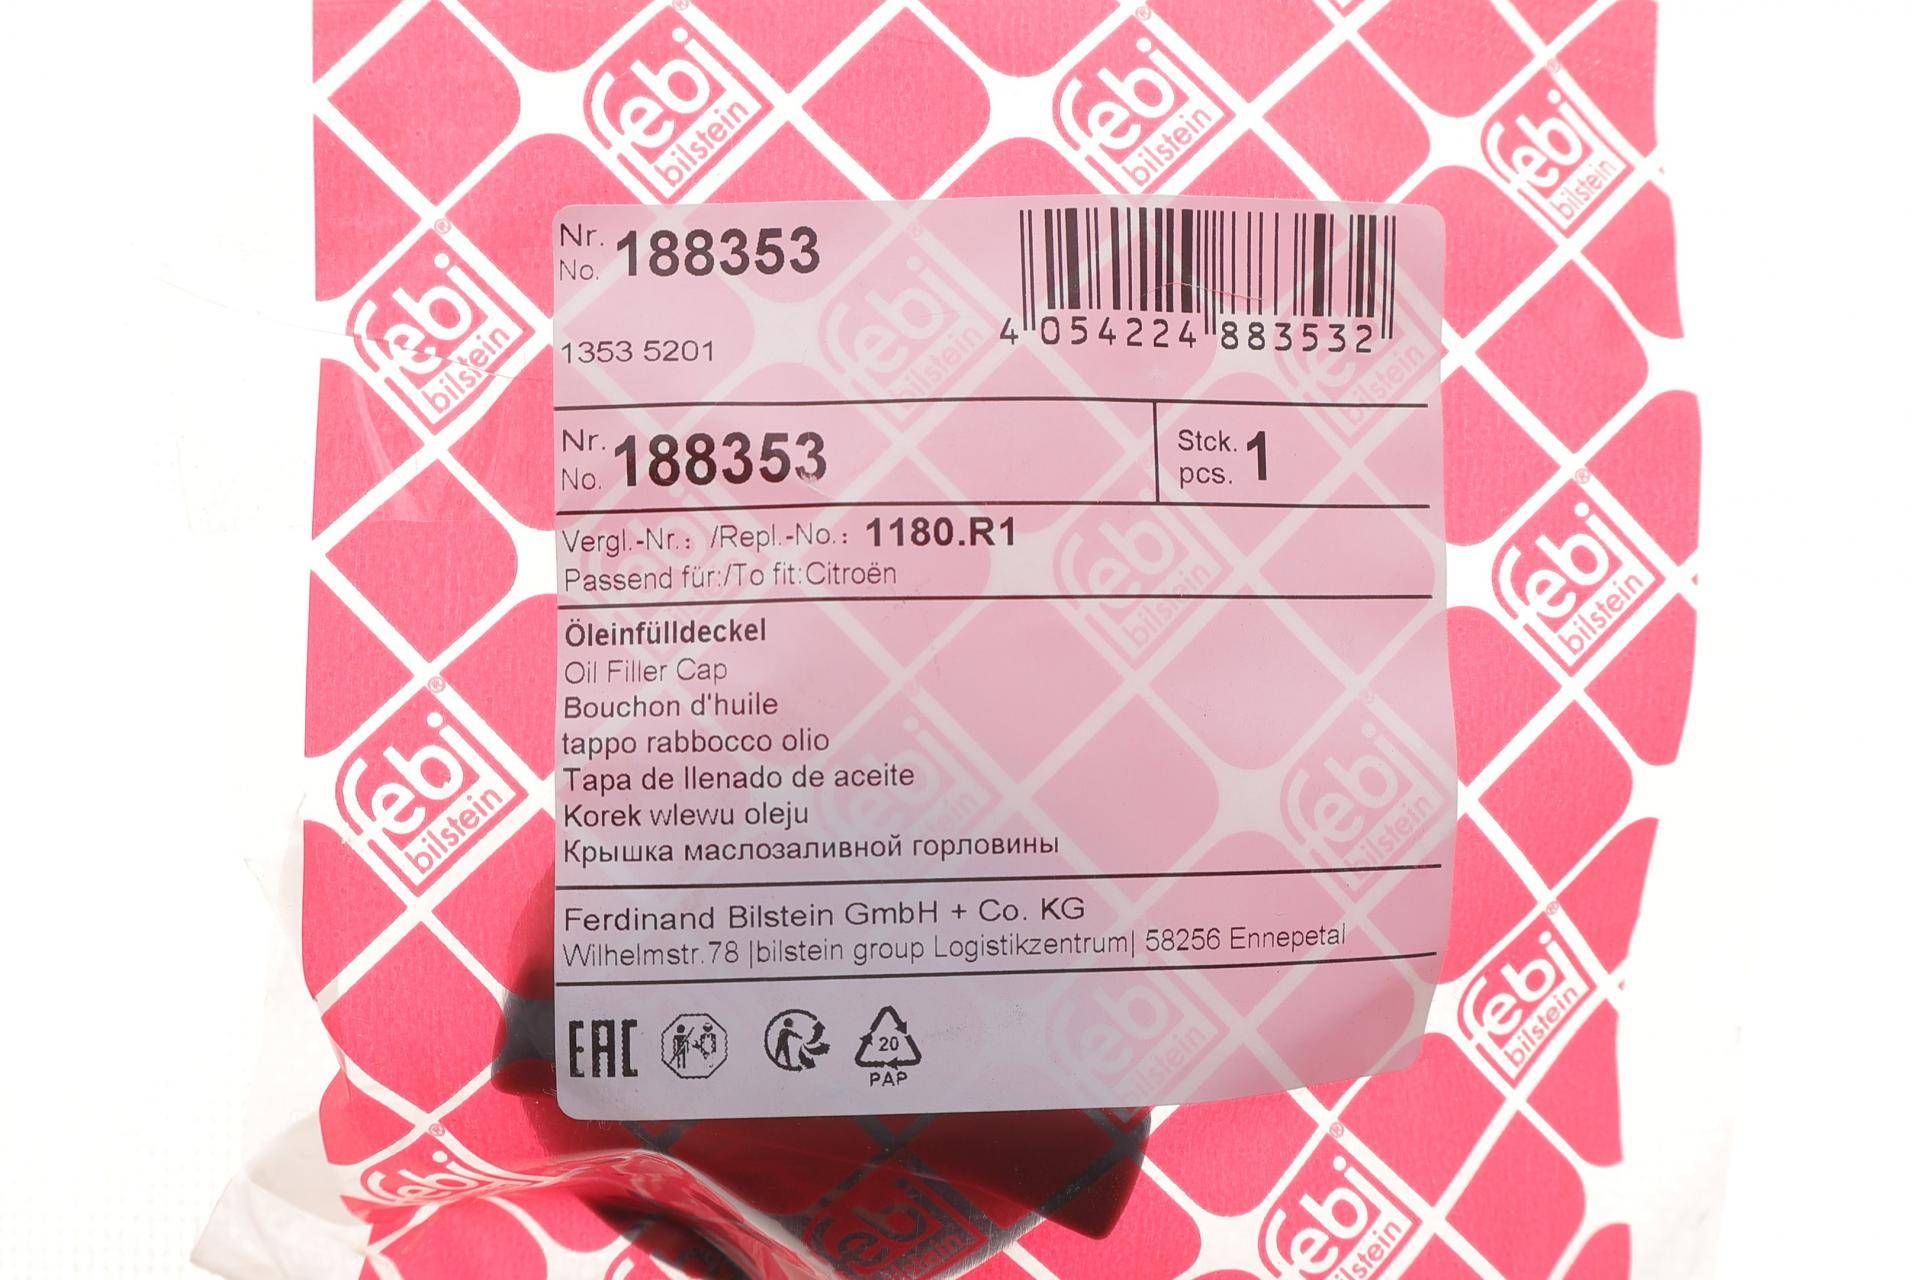 febi
bilstein
Nr.
No. 188353
4 054224 883532
1353 5201
Nr.
No. 188353
Stck.
pcs. 1
Vergl.-Nr.: /Repl.-No.: 1180.R1
Passend für:/To fit:Citroën
Öleinfülldeckel
Oil Filler Cap
Bouchon d'huile
tappo rabbocco olio
Tapa de llenado de aceite
Korek wlewu oleju
Крышка маслозаливной горловины
Ferdinand Bilstein GmbH + Co. KG
Wilhelmstr.78 |bilstein group Logistikzentrum| 58256 Ennepetal
EAC
20
PAP